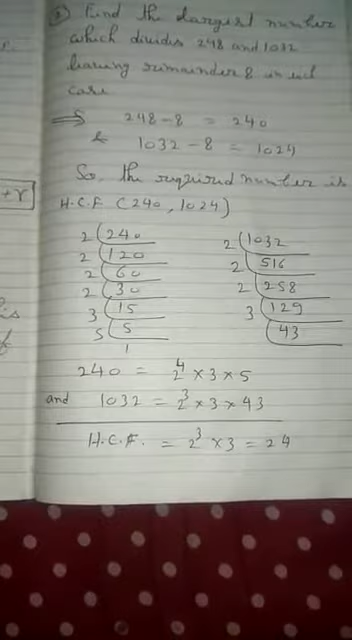 ② Find the largest number
which divides 248 and 1032
leaving remainder 8 in each
case
⇒ 248 - 8 = 240
& 1032 - 8 = 1024
So, the required number is
H.C.F (240, 1024)
2 | 240
2 | 120
2 | 60
2 | 30
3 | 15
5 | 5
1
2 | 1032
2 | 516
2 | 258
3 | 129
43
240 = 2⁴ × 3 × 5
and 1032 = 2³ × 3 × 43
H.C.F. = 2³ × 3 = 24
+r
is